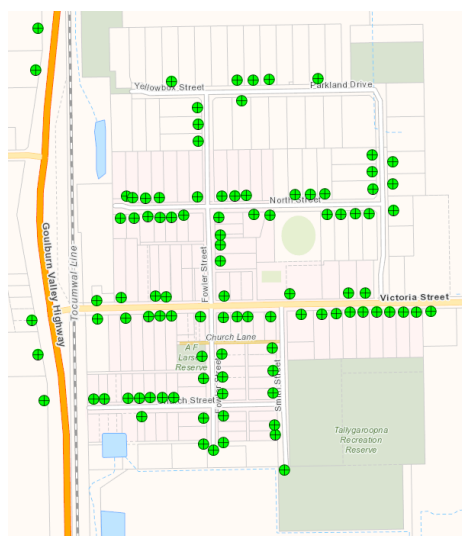 Yellowbox Street
Parkland Drive
North Street
Goulburn Valley Highway
Tocumwal Line
Fowler Street
Victoria Street
Church Lane
A F
Lars
Reserve
Smith Street
Street
Tallygaroopna
Recreation
Reserve